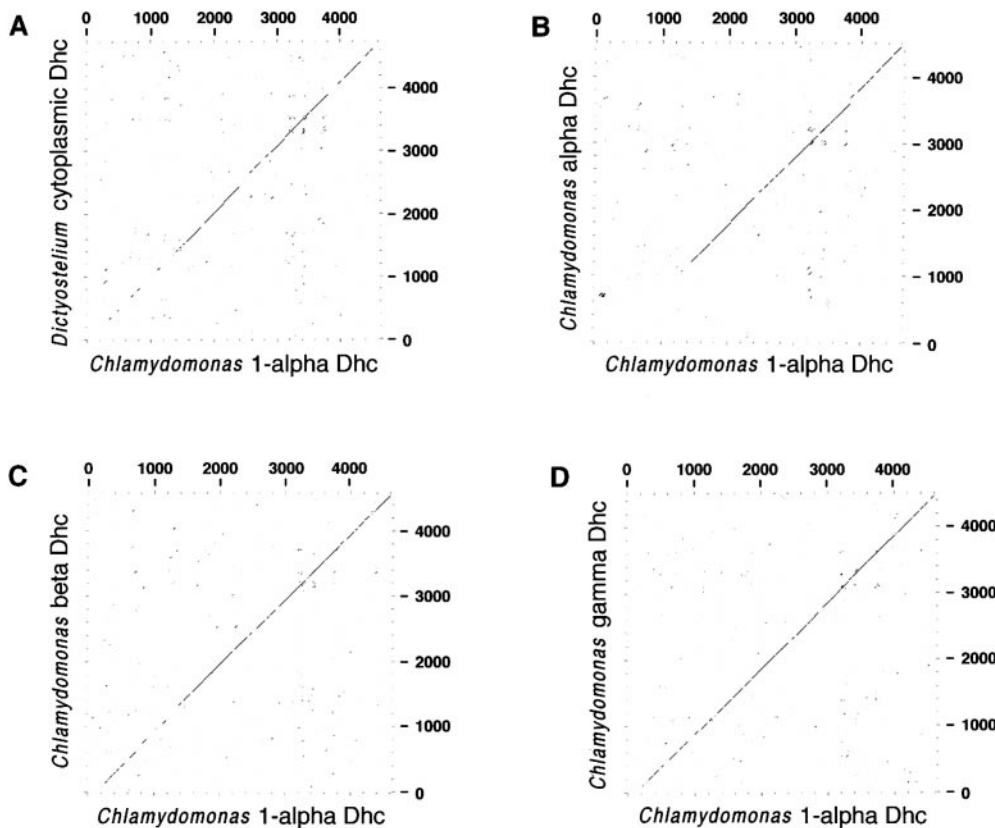 A
0 1000 2000 3000 4000
Dictyostelium cytoplasmic Dhc
4000
3000
2000
1000
0
Chlamydomonas 1-alpha Dhc
B
0 1000 2000 3000 4000
Chlamydomonas alpha Dhc
4000
3000
2000
1000
0
Chlamydomonas 1-alpha Dhc
C
0 1000 2000 3000 4000
Chlamydomonas beta Dhc
4000
3000
2000
1000
0
Chlamydomonas 1-alpha Dhc
D
0 1000 2000 3000 4000
Chlamydomonas gamma Dhc
4000
3000
2000
1000
0
Chlamydomonas 1-alpha Dhc